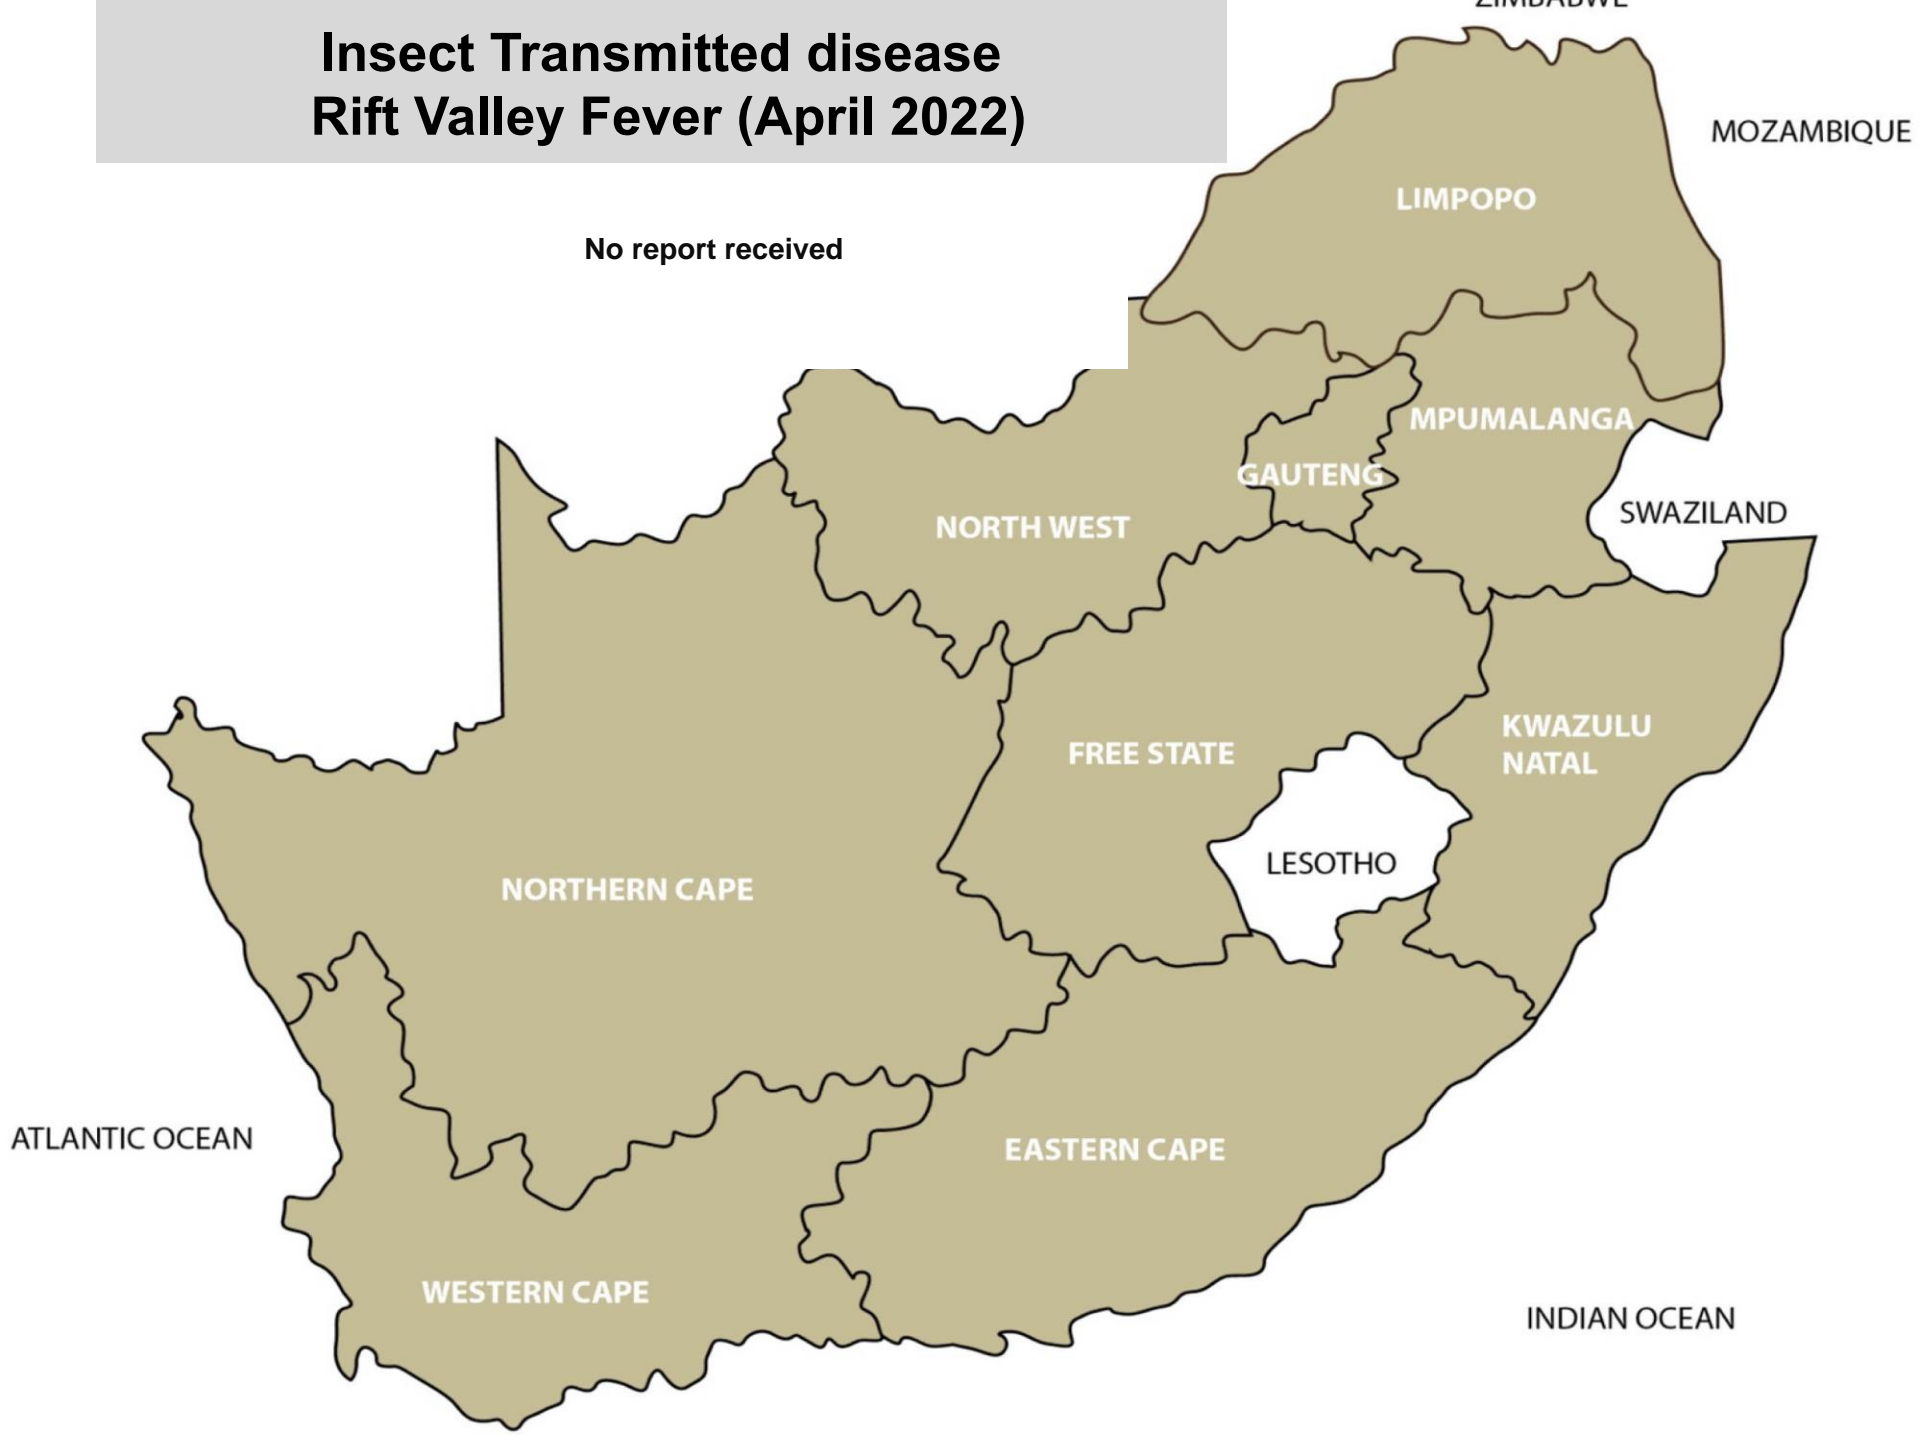 ZIMBABWE
Insect Transmitted disease
Rift Valley Fever (April 2022)
MOZAMBIQUE
LIMPOPO
No report received
MPUMALANGA
GAUTENG
SWAZILAND
NORTH WEST
KWAZULU
NATAL
FREE STATE
LESOTHO
NORTHERN CAPE
ATLANTIC OCEAN
EASTERN CAPE
WESTERN CAPE
INDIAN OCEAN